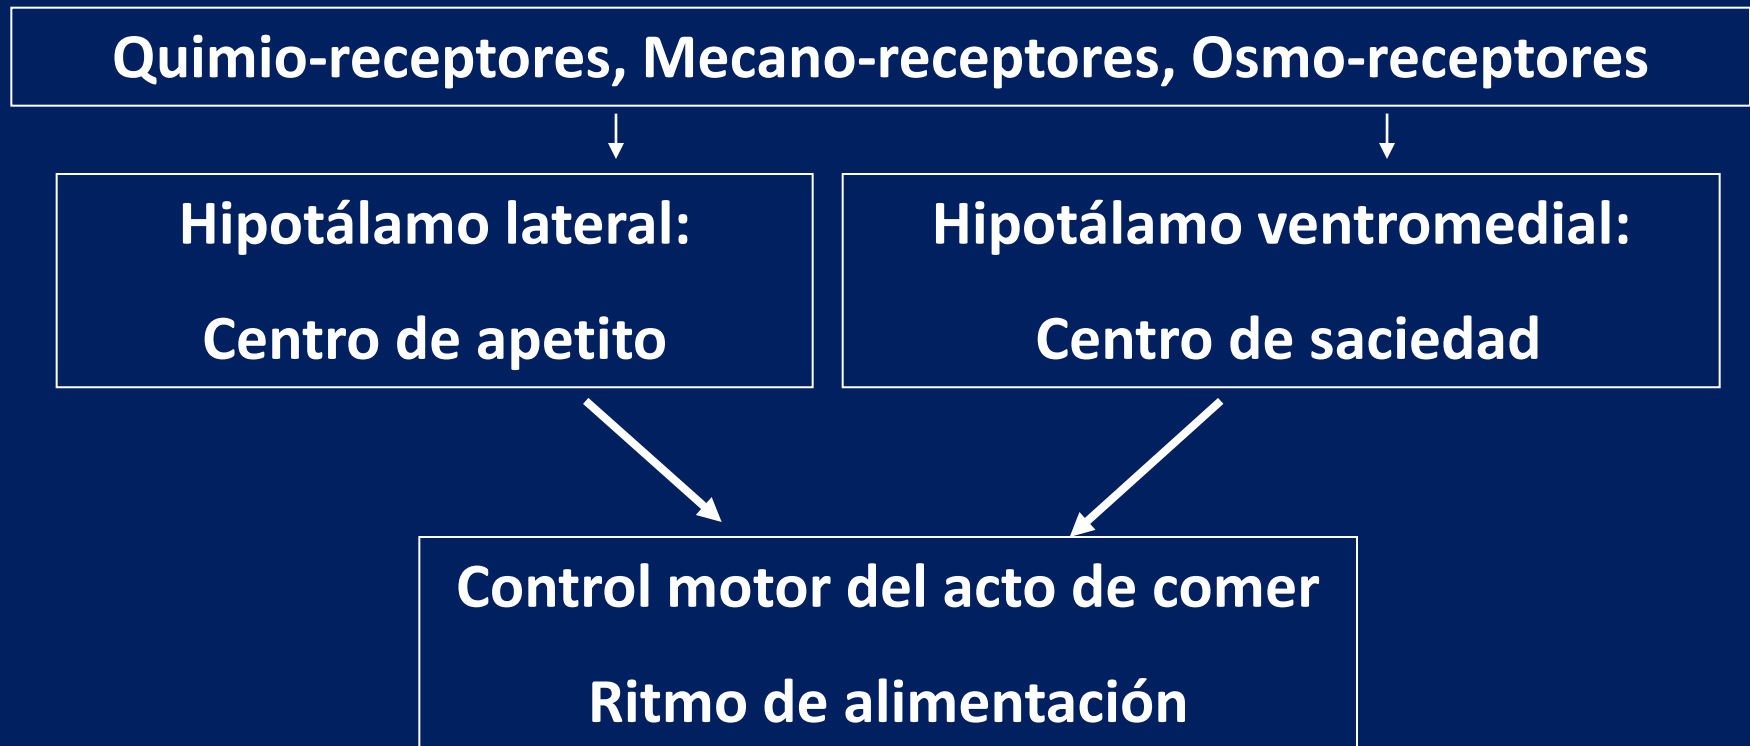 Quimio-receptores, Mecano-receptores, Osmo-receptores
Hipotálamo lateral:
Centro de apetito
Hipotálamo ventromedial:
Centro de saciedad
Control motor del acto de comer
Ritmo de alimentación